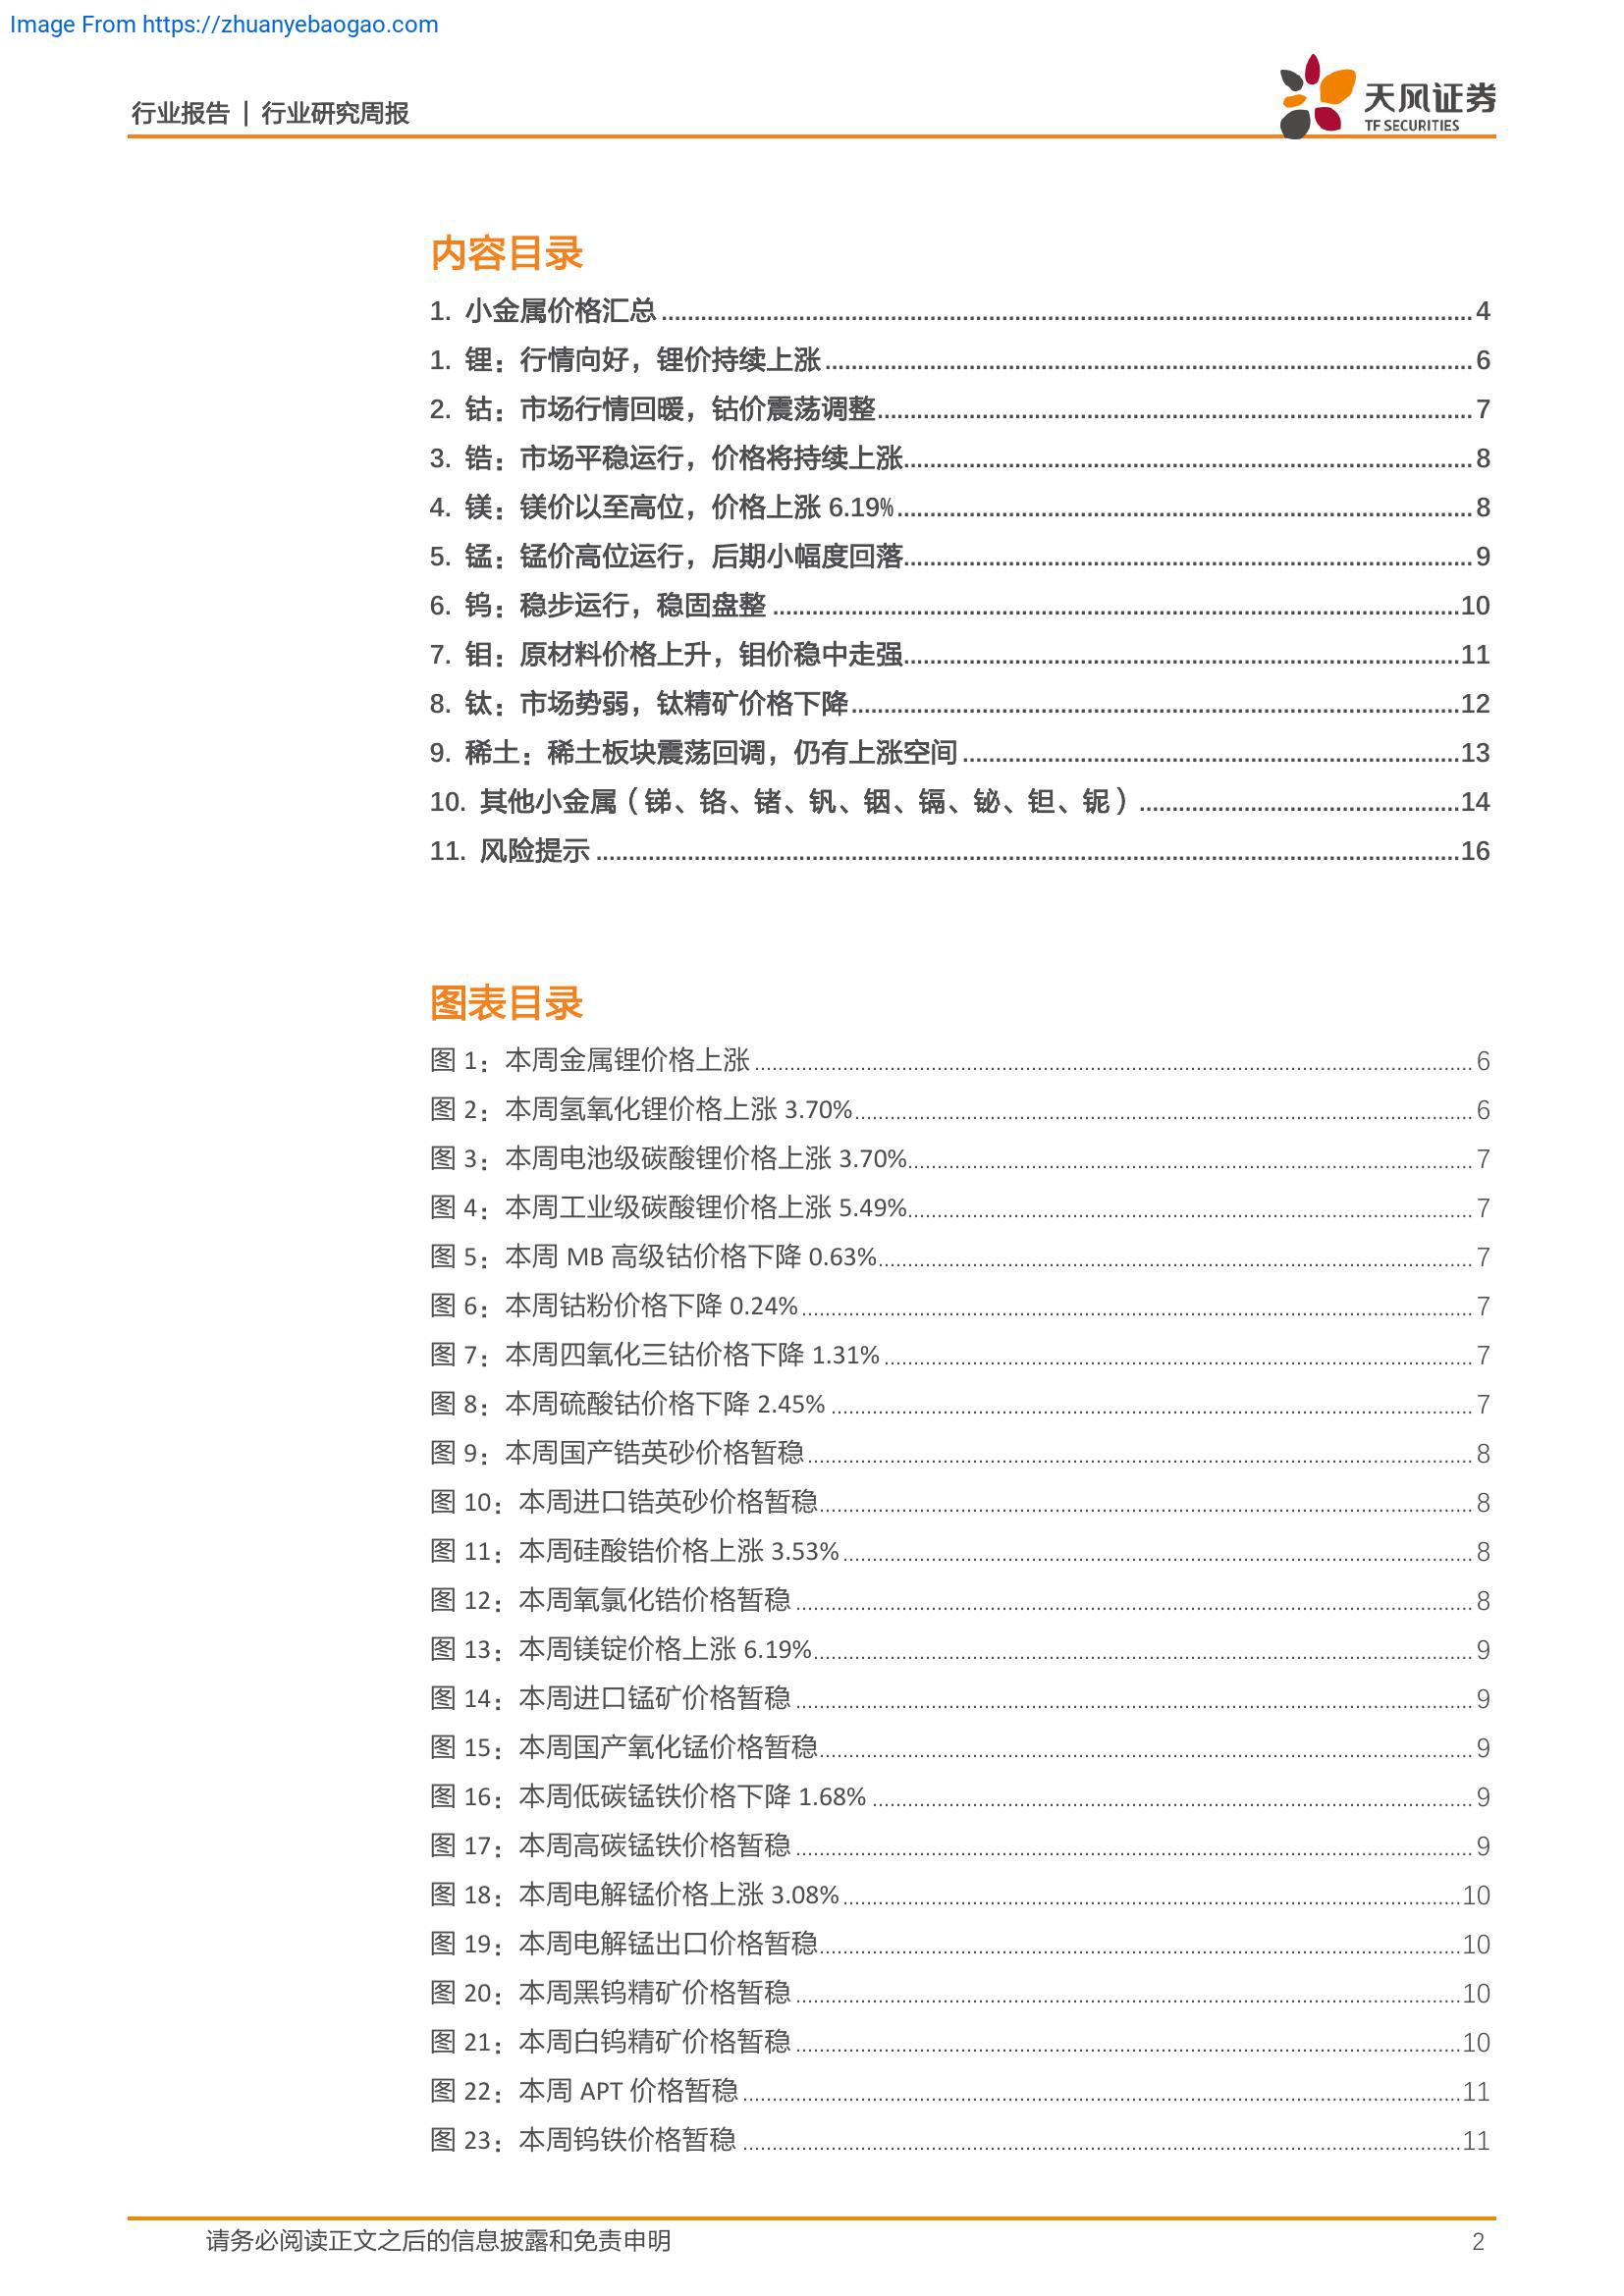 Image From https://zhuanyebaogao.com
行业报告 | 行业研究周报
天风证券
TF SECURITIES
内容目录
1. 小金属价格汇总 4
1. 锂：行情向好，锂价持续上涨 6
2. 钴：市场行情回暖，钴价震荡调整 7
3. 锆：市场平稳运行，价格将持续上涨 8
4. 镁：镁价以至高位，价格上涨 6.19% 8
5. 锰：锰价高位运行，后期小幅度回落 9
6. 钨：稳步运行，稳固盘整 10
7. 钼：原材料价格上升，钼价稳中走强 11
8. 钛：市场势弱，钛精矿价格下降 12
9. 稀土：稀土板块震荡回调，仍有上涨空间 13
10. 其他小金属（锑、铬、锗、钒、铟、镉、铋、钽、铌） 14
11. 风险提示 16
图表目录
图 1：本周金属锂价格上涨 6
图 2：本周氢氧化锂价格上涨 3.70% 6
图 3：本周电池级碳酸锂价格上涨 3.70% 7
图 4：本周工业级碳酸锂价格上涨 5.49% 7
图 5：本周 MB 高级钴价格下降 0.63% 7
图 6：本周钴粉价格下降 0.24% 7
图 7：本周四氧化三钴价格下降 1.31% 7
图 8：本周硫酸钴价格下降 2.45% 7
图 9：本周国产锆英砂价格暂稳 8
图 10：本周进口锆英砂价格暂稳 8
图 11：本周硅酸锆价格上涨 3.53% 8
图 12：本周氧氯化锆价格暂稳 8
图 13：本周镁锭价格上涨 6.19% 9
图 14：本周进口锰矿价格暂稳 9
图 15：本周国产氧化锰价格暂稳 9
图 16：本周低碳锰铁价格下降 1.68% 9
图 17：本周高碳锰铁价格暂稳 9
图 18：本周电解锰价格上涨 3.08% 10
图 19：本周电解锰出口价格暂稳 10
图 20：本周黑钨精矿价格暂稳 10
图 21：本周白钨精矿价格暂稳 10
图 22：本周 APT 价格暂稳 11
图 23：本周钨铁价格暂稳 11
请务必阅读正文之后的信息披露和免责申明 2